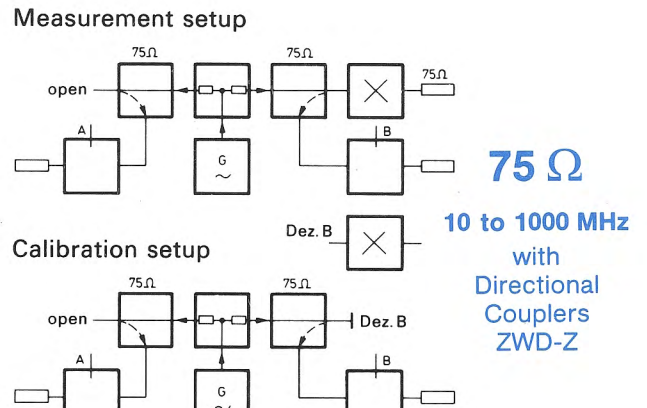 Measurement setup
75Ω 75Ω
open 75Ω
A B
G
~
75 Ω
10 to 1000 MHz
with
Directional
Couplers
ZWD-Z
Dez. B
Calibration setup
75Ω 75Ω
open Dez. B
A B
G